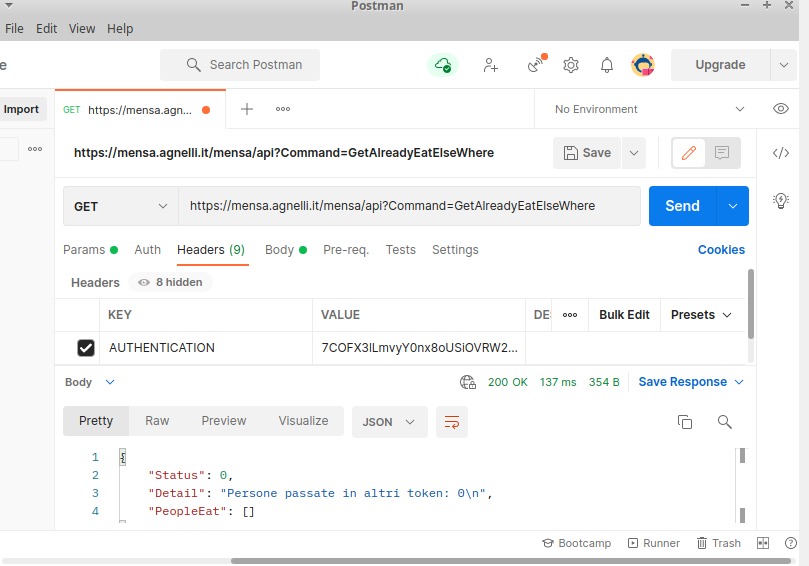 Postman
File Edit View Help
e
Search Postman
Upgrade
Import
GET https://mensa.agn...
No Environment
https://mensa.agnelli.it/mensa/api?Command=GetAlreadyEatElseWhere
Save
GET
https://mensa.agnelli.it/mensa/api?Command=GetAlreadyEatElseWhere
Send
Params Auth Headers (9) Body Pre-req. Tests Settings
Cookies
Headers 8 hidden
KEY VALUE DE Bulk Edit Presets
AUTHENTICATION 7COFX3ILmvyY0nx8oUSiOVRW2...
Body 200 OK 137 ms 354 B Save Response
Pretty Raw Preview Visualize JSON
1 {
2 "Status": 0,
3 "Detail": "Persone passate in altri token: 0\n",
4 "PeopleEat": []
Bootcamp Runner Trash